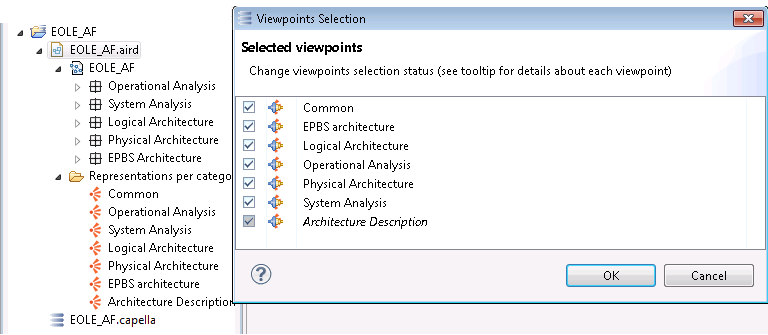 EOLE_AF
EOLE_AF.aird
EOLE_AF
Operational Analysis
System Analysis
Logical Architecture
Physical Architecture
EPBS Architecture
Representations per catego
Common
Operational Analysis
System Analysis
Logical Architecture
Physical Architecture
EPBS architecture
Architecture Description
EOLE_AF.capella
Viewpoints Selection
Selected viewpoints
Change viewpoints selection status (see tooltip for details about each viewpoint)
Common
EPBS architecture
Logical Architecture
Operational Analysis
Physical Architecture
System Analysis
Architecture Description
?
OK
Cancel